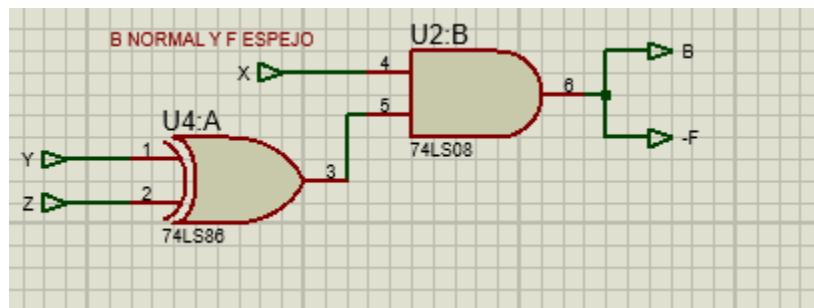 B NORMAL Y F ESPEJO
U2:B
X
4
5
6
B
-F
74LS08
U4:A
Y
1
Z
2
3
74LS86